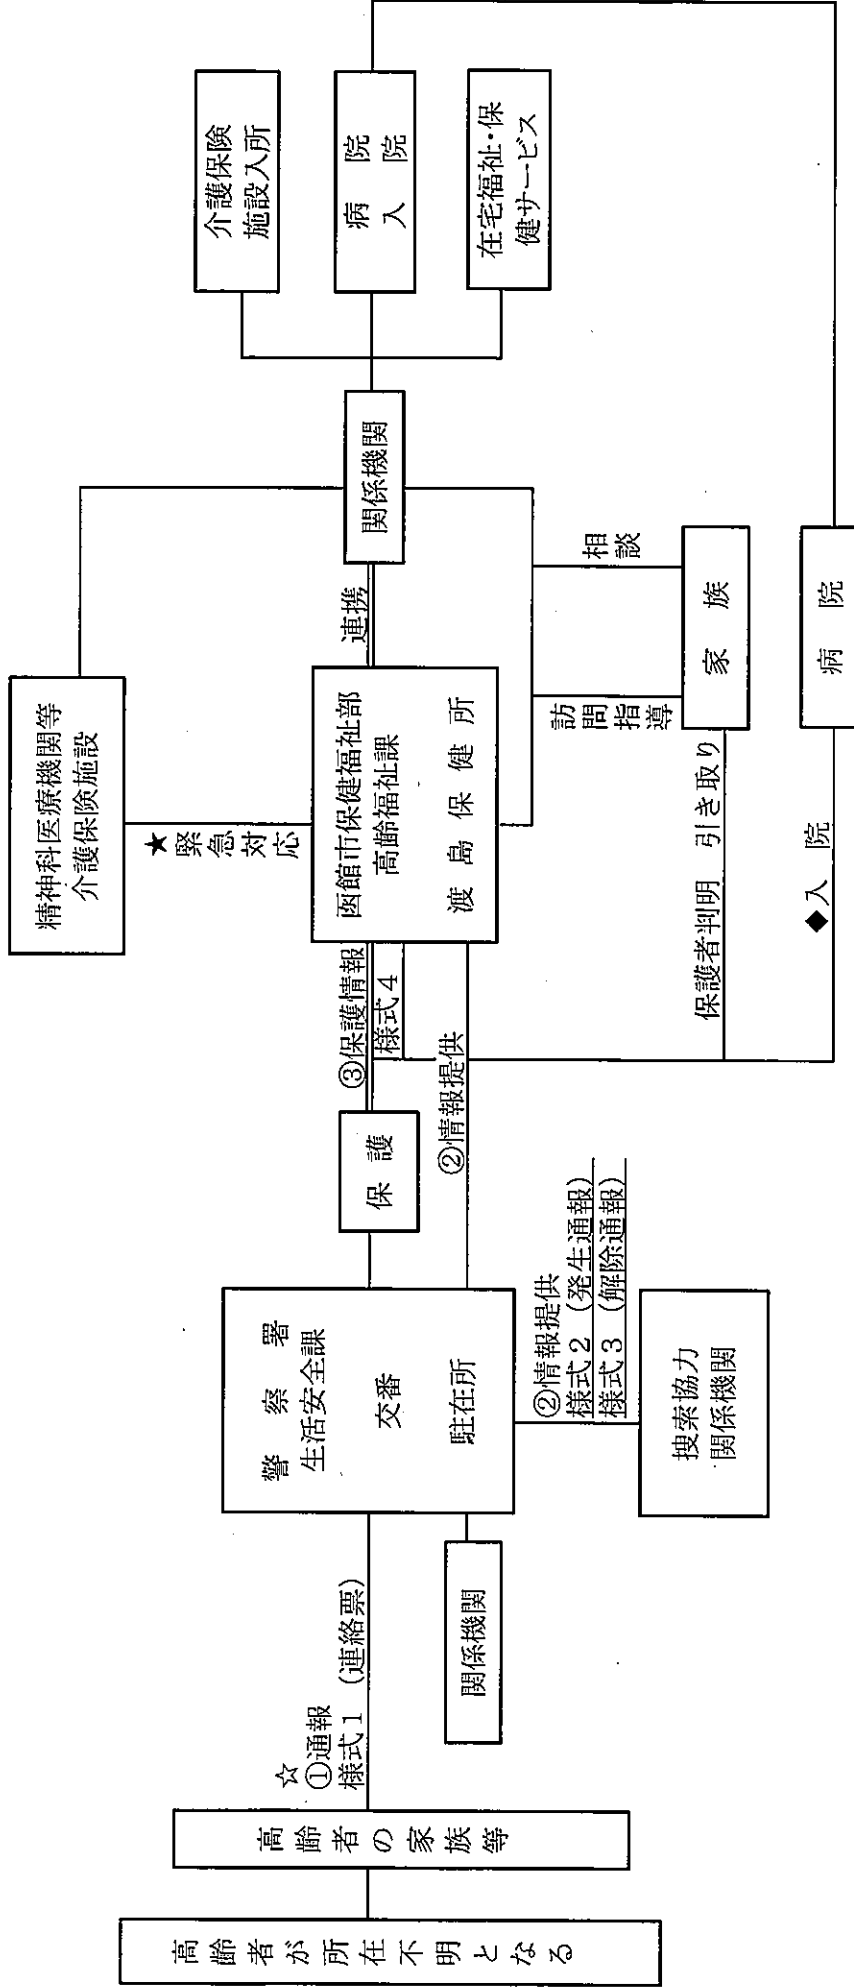 高齢者が所在不明となる
高齢者の家族等
☆
①通報
様式１（連絡票）
関係機関
警察署
生活安全課
交番
駐在所
②情報提供
様式２（発生通報）
様式３（解除通報）
捜索協力
関係機関
保護
③保護情報
様式４
②情報提供
函館市保健福祉部
高齢福祉課
渡島保健所
★
緊急
対応
精神科医療機関等
介護保険施設
連携
関係機関
訪問指導
相談
家族
保護者判明　引き取り
◆入院
病院
介護保険
施設入所
病院
入院
在宅福祉・保
健サービス